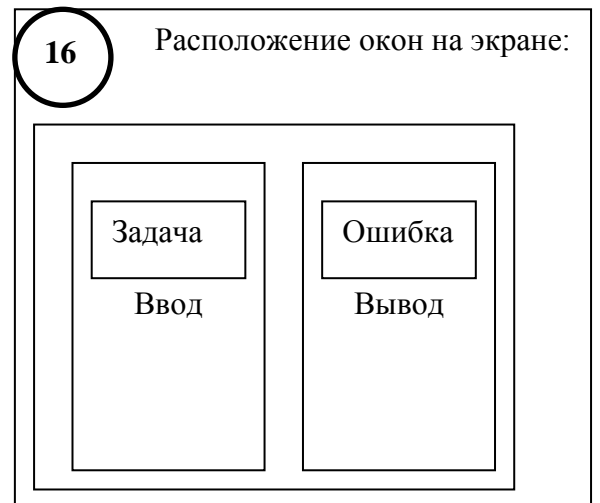 16
Расположение окон на экране:
Задача
Ошибка
Ввод
Вывод